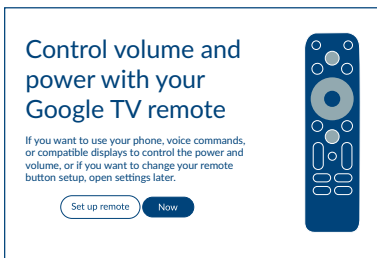 Control volume and
power with your
Google TV remote
If you want to use your phone, voice commands,
or compatible displays to control the power and
volume, or if you want to change your remote
button setup, open settings later.
Set up remote
Now